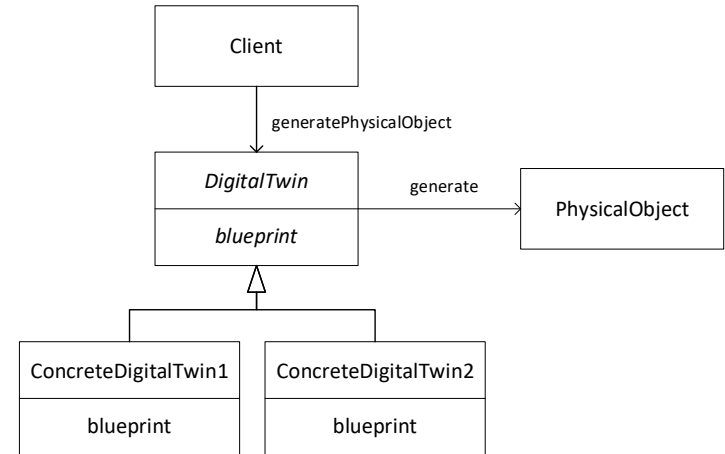 Client
generatePhysicalObject
DigitalTwin
generate
PhysicalObject
blueprint
ConcreteDigitalTwin1
ConcreteDigitalTwin2
blueprint
blueprint